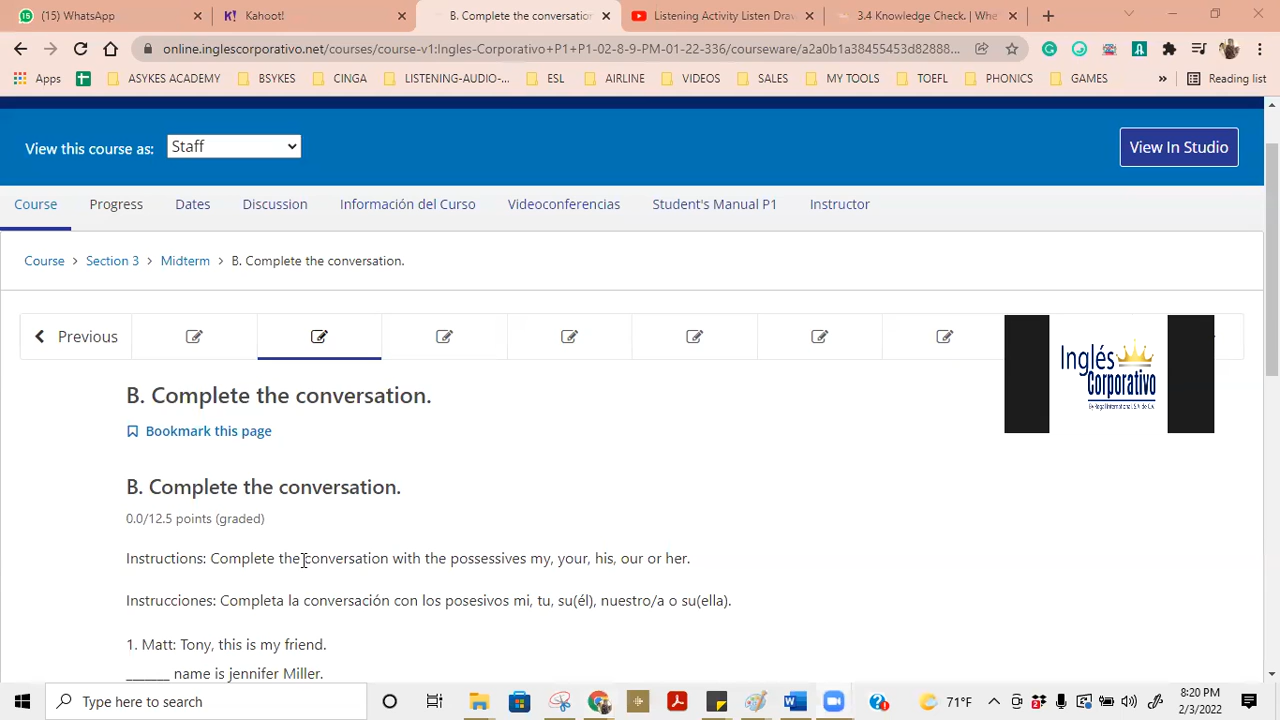 (15) WhatsApp
Kahoot!
B. Complete the conversation
Listening Activity Listen Draw
3.4 Knowledge Check. | Whe
online.inglescorporativo.net/courses/course-v1:Ingles-Corporativo+P1+P1-02-8-9-PM-01-22-336/courseware/a2a0b1a38455453d82888...
Apps
ASYKES ACADEMY
BSYKES
CINGA
LISTENING-AUDIO-...
ESL
AIRLINE
VIDEOS
SALES
MY TOOLS
TOEFL
PHONICS
GAMES
»
Reading list
View this course as:
Staff
View In Studio
Course
Progress
Dates
Discussion
Información del Curso
Videoconferencias
Student's Manual P1
Instructor
Course > Section 3 > Midterm > B. Complete the conversation.
Previous
Inglés
Corporativo
B. Complete the conversation.
Bookmark this page
B. Complete the conversation.
0.0/12.5 points (graded)
Instructions: Complete the conversation with the possessives my, your, his, our or her.
Instrucciones: Completa la conversación con los posesivos mi, tu, su(él), nuestro/a o su(ella).
1. Matt: Tony, this is my friend.
______ name is jennifer Miller.
Type here to search
71°F
8:20 PM
2/3/2022